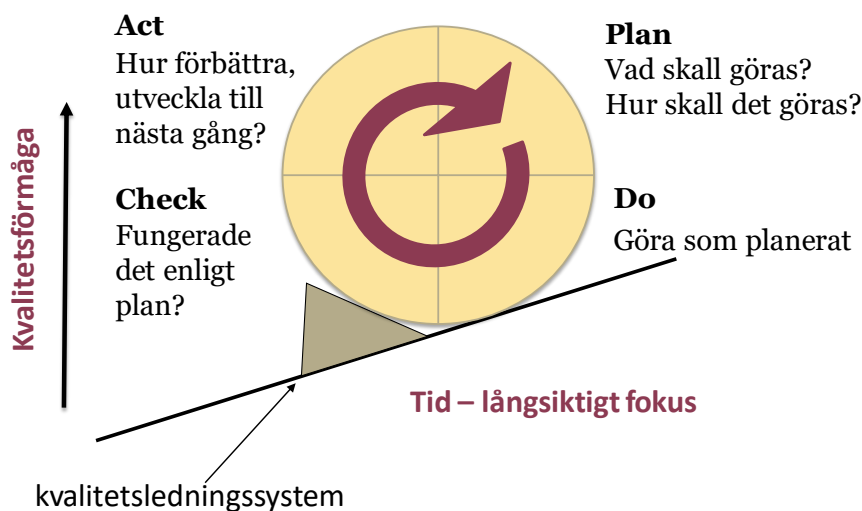 Act
Hur förbättra,
utveckla till
nästa gång?
Plan
Vad skall göras?
Hur skall det göras?
Kvalitetsförmåga
Check
Fungerade
det enligt
plan?
Do
Göra som planerat
Tid – långsiktigt fokus
kvalitetsledningssystem